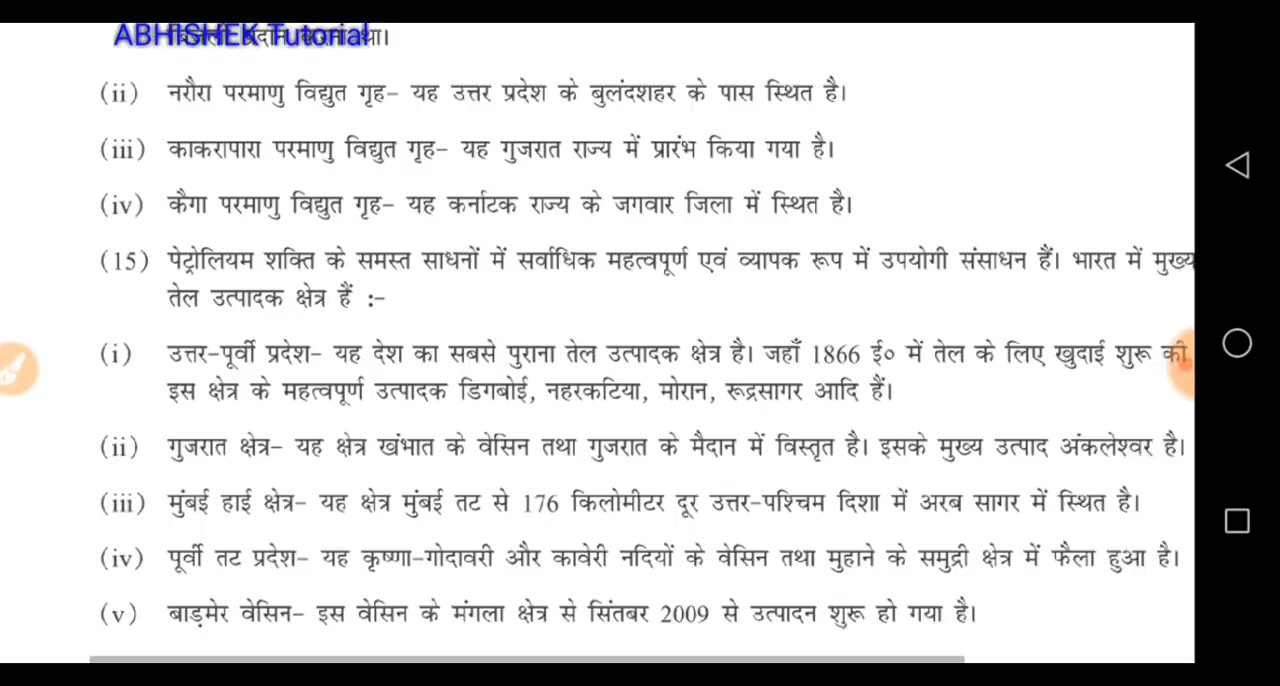 ABHISHEK Tutorial
प्रदान था।
(ii) नरौरा परमाणु विद्युत गृह- यह उत्तर प्रदेश के बुलंदशहर के पास स्थित है।
(iii) काकरापारा परमाणु विद्युत गृह- यह गुजरात राज्य में प्रारंभ किया गया है।
(iv) कैगा परमाणु विद्युत गृह- यह कर्नाटक राज्य के जगवार जिला में स्थित है।
(15) पेट्रोलियम शक्ति के समस्त साधनों में सर्वाधिक महत्वपूर्ण एवं व्यापक रूप में उपयोगी संसाधन हैं। भारत में मुख्य
तेल उत्पादक क्षेत्र हैं :-
(i) उत्तर-पूर्वी प्रदेश- यह देश का सबसे पुराना तेल उत्पादक क्षेत्र है। जहाँ 1866 ई० में तेल के लिए खुदाई शुरू की
इस क्षेत्र के महत्वपूर्ण उत्पादक डिगबोई, नहरकटिया, मोरान, रूद्रसागर आदि हैं।
(ii) गुजरात क्षेत्र- यह क्षेत्र खंभात के वेसिन तथा गुजरात के मैदान में विस्तृत है। इसके मुख्य उत्पाद अंकलेश्वर है।
(iii) मुंबई हाई क्षेत्र- यह क्षेत्र मुंबई तट से 176 किलोमीटर दूर उत्तर-पश्चिम दिशा में अरब सागर में स्थित है।
(iv) पूर्वी तट प्रदेश- यह कृष्णा-गोदावरी और कावेरी नदियों के वेसिन तथा मुहाने के समुद्री क्षेत्र में फैला हुआ है।
(v) बाड़मेर वेसिन- इस वेसिन के मंगला क्षेत्र से सिंतबर 2009 से उत्पादन शुरू हो गया है।